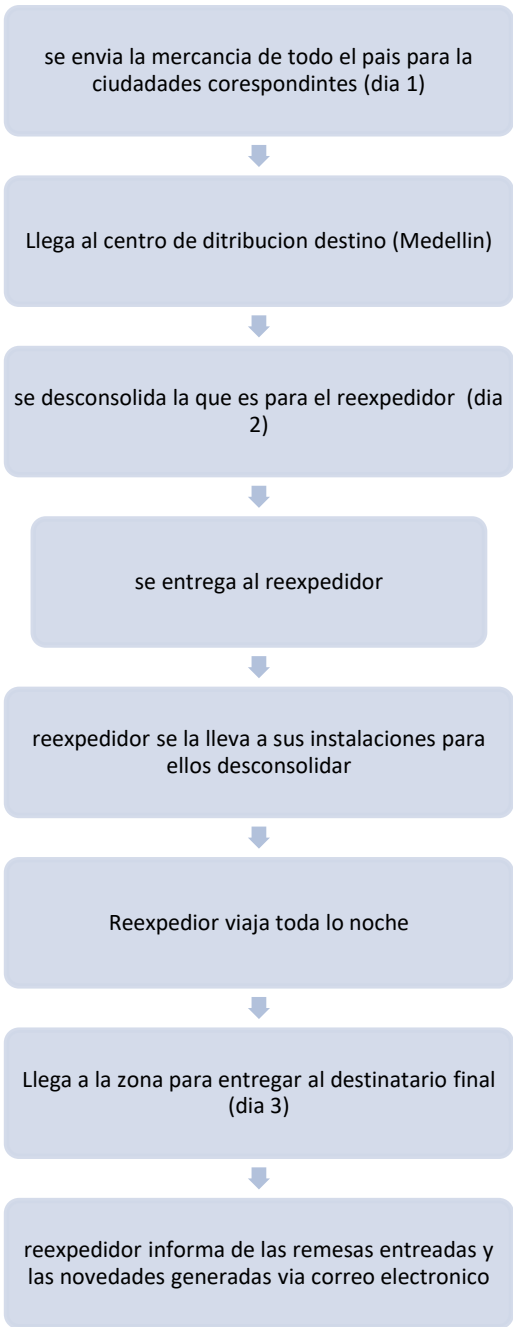 se envia la mercancia de todo el pais para la
ciudadades corespondintes (dia 1)
Llega al centro de ditribucion destino (Medellin)
se desconsolida la que es para el reexpedidor (dia
2)
se entrega al reexpedidor
reexpedidor se la lleva a sus instalaciones para
ellos desconsolidar
Reexpedior viaja toda lo noche
Llega a la zona para entregar al destinatario final
(dia 3)
reexpedidor informa de las remesas entreadas y
las novedades generadas via correo electronico